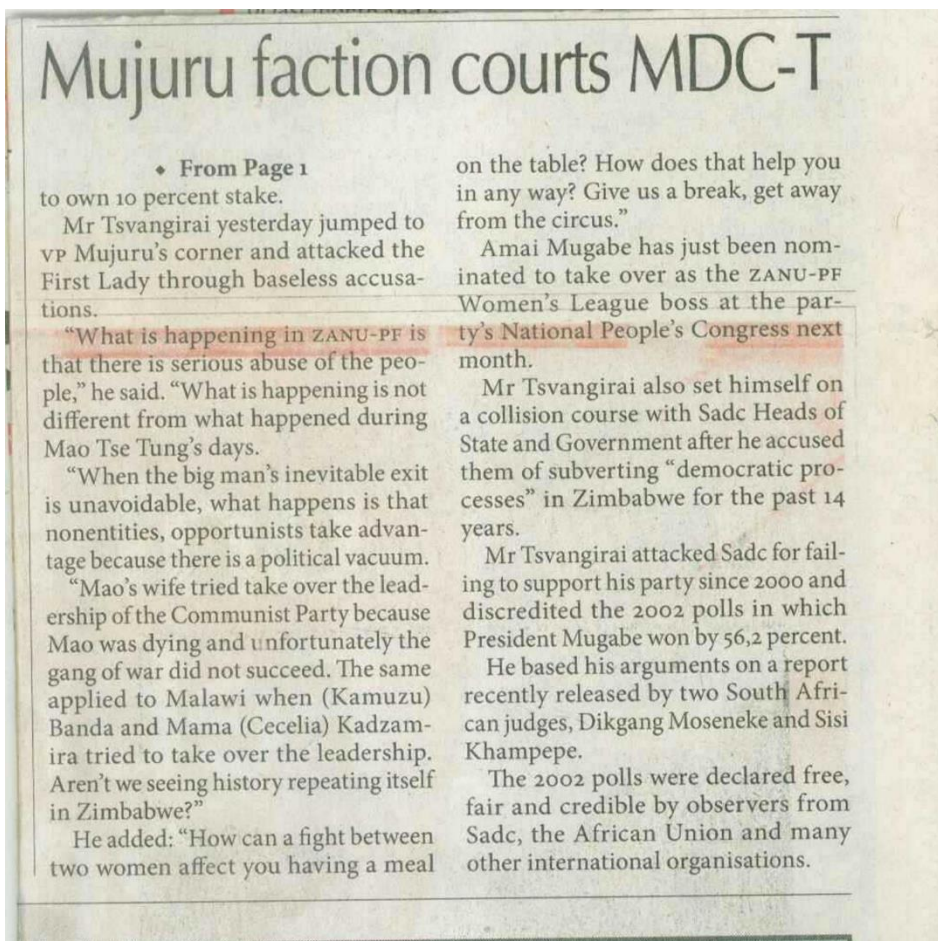 Mujuru faction courts MDC-T
◆ From Page 1
to own 10 percent stake.
Mr Tsvangirai yesterday jumped to
VP Mujuru's corner and attacked the
First Lady through baseless accusa-
tions.
"What is happening in ZANU-PF is
that there is serious abuse of the peo-
ple," he said. "What is happening is not
different from what happened during
Mao Tse Tung's days.
"When the big man's inevitable exit
is unavoidable, what happens is that
nonentities, opportunists take advan-
tage because there is a political vacuum.
"Mao's wife tried take over the lead-
ership of the Communist Party because
Mao was dying and unfortunately the
gang of war did not succeed. The same
applied to Malawi when (Kamuzu)
Banda and Mama (Cecelia) Kadzam-
ira tried to take over the leadership.
Aren't we seeing history repeating itself
in Zimbabwe?"
He added: "How can a fight between
two women affect you having a meal
on the table? How does that help you
in any way? Give us a break, get away
from the circus."
Amai Mugabe has just been nom-
inated to take over as the ZANU-PF
Women's League boss at the par-
ty's National People's Congress next
month.
Mr Tsvangirai also set himself on
a collision course with Sadc Heads of
State and Government after he accused
them of subverting "democratic pro-
cesses" in Zimbabwe for the past 14
years.
Mr Tsvangirai attacked Sadc for fail-
ing to support his party since 2000 and
discredited the 2002 polls in which
President Mugabe won by 56,2 percent.
He based his arguments on a report
recently released by two South Afri-
can judges, Dikgang Moseneke and Sisi
Khampepe.
The 2002 polls were declared free,
fair and credible by observers from
Sadc, the African Union and many
other international organisations.